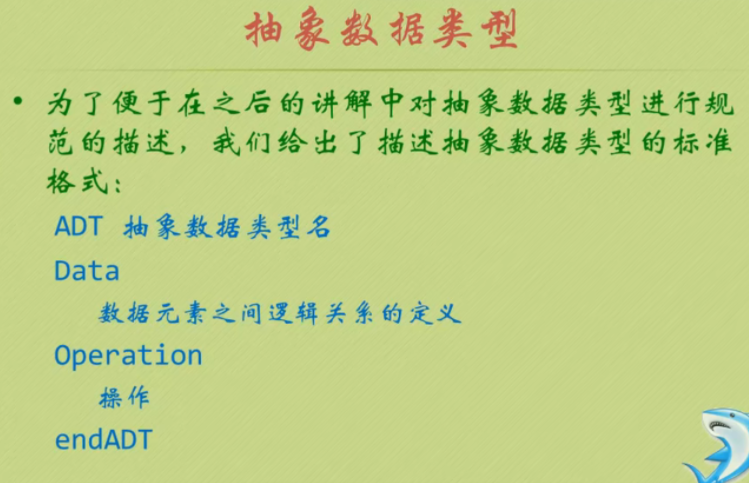 抽象数据类型
• 为了便于在之后的讲解中对抽象数据类型进行规
范的描述，我们给出了描述抽象数据类型的标准
格式：
ADT 抽象数据类型名
Data
数据元素之间逻辑关系的定义
Operation
操作
endADT